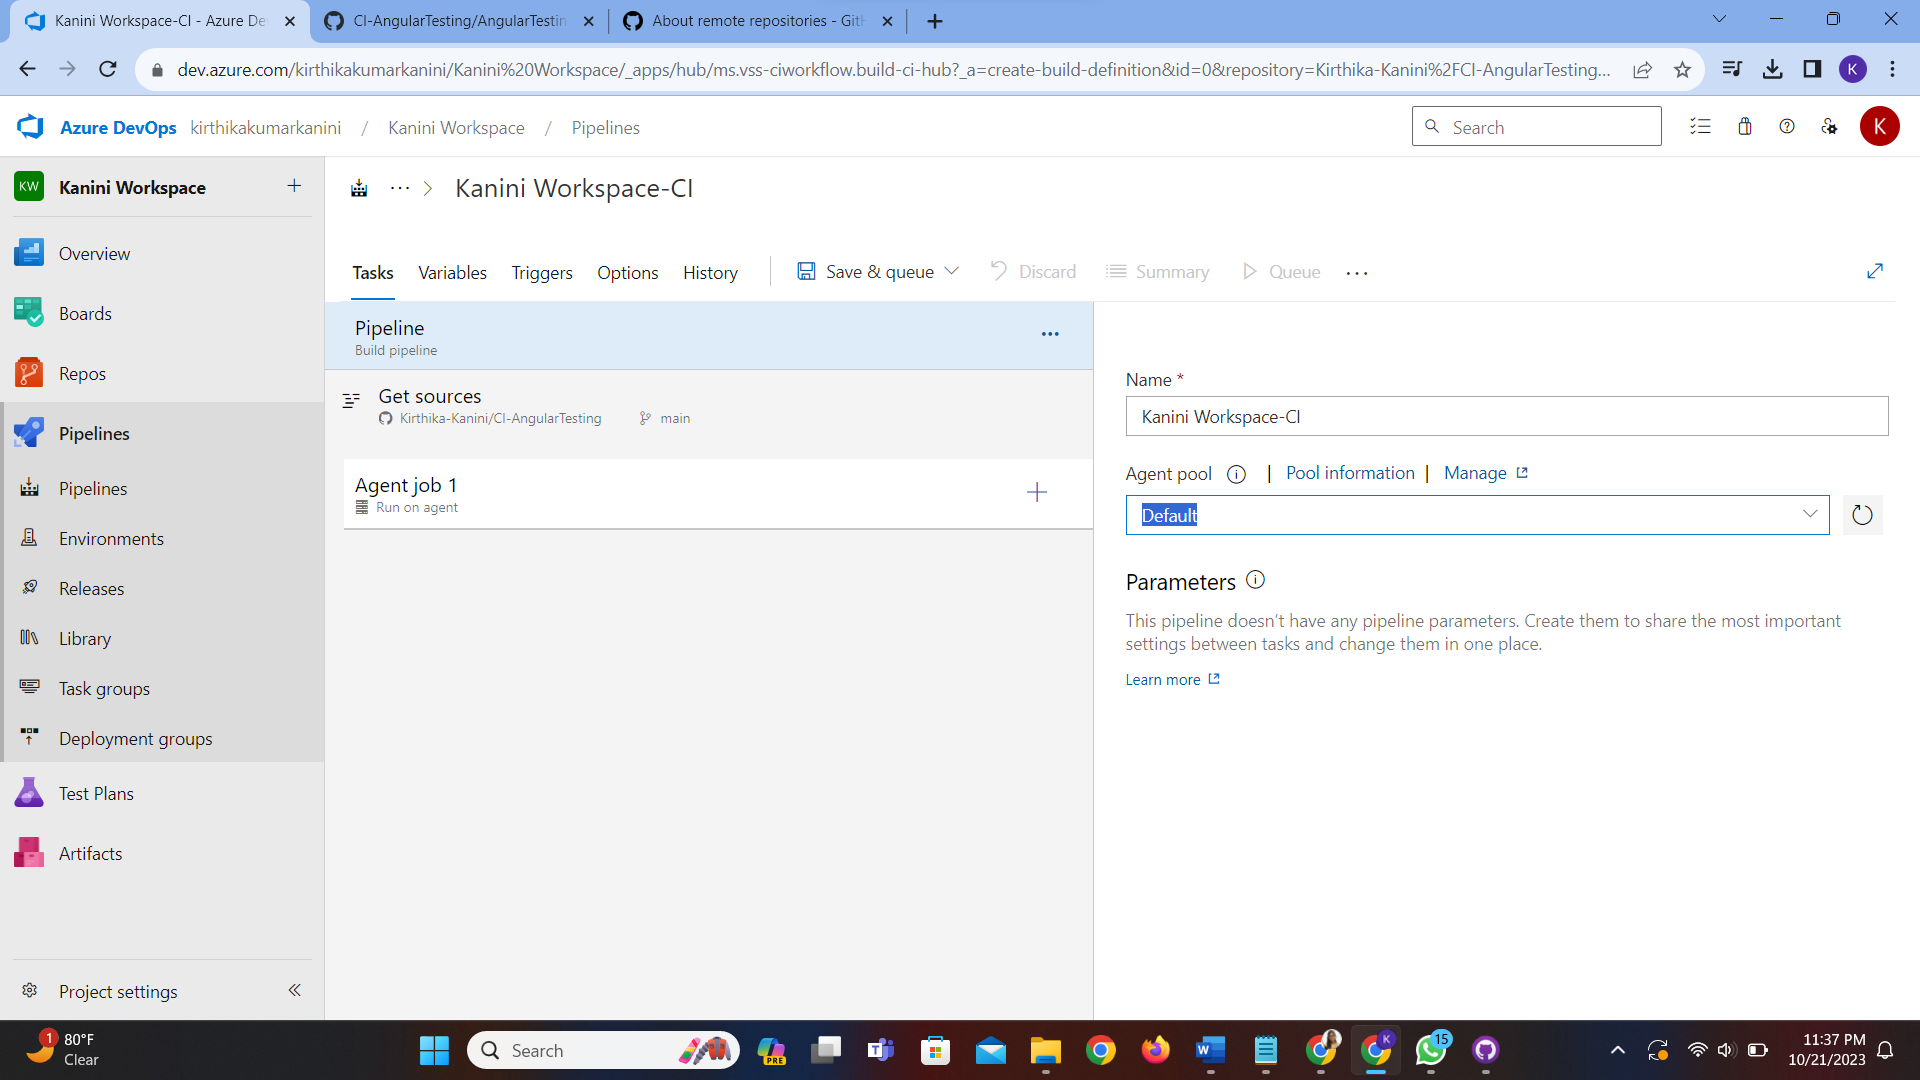 Kanini Workspace-CI - Azure De
CI-AngularTesting/AngularTestin
About remote repositories - Git
dev.azure.com/kirthikakumarkanini/Kanini%20Workspace/_apps/hub/ms.vss-ciworkflow.build-ci-hub?_a=create-build-definition&id=0&repository=Kirthika-Kanini%2FCI-AngularTesting...
K
Azure DevOps
kirthikakumarkanini / Kanini Workspace / Pipelines
Search
K
KW Kanini Workspace
Overview
Boards
Repos
Pipelines
Pipelines
Environments
Releases
Library
Task groups
Deployment groups
Test Plans
Artifacts
Project settings
Kanini Workspace-CI
Tasks Variables Triggers Options History
Save & queue Discard Summary Queue
Pipeline
Build pipeline
Get sources
Kirthika-Kanini/CI-AngularTesting main
Agent job 1
Run on agent
Name *
Kanini Workspace-CI
Agent pool | Pool information | Manage
Default
Parameters
This pipeline doesn't have any pipeline parameters. Create them to share the most important
settings between tasks and change them in one place.
Learn more
1
80°F
Clear
Search
PRE
K
15
11:37 PM
10/21/2023